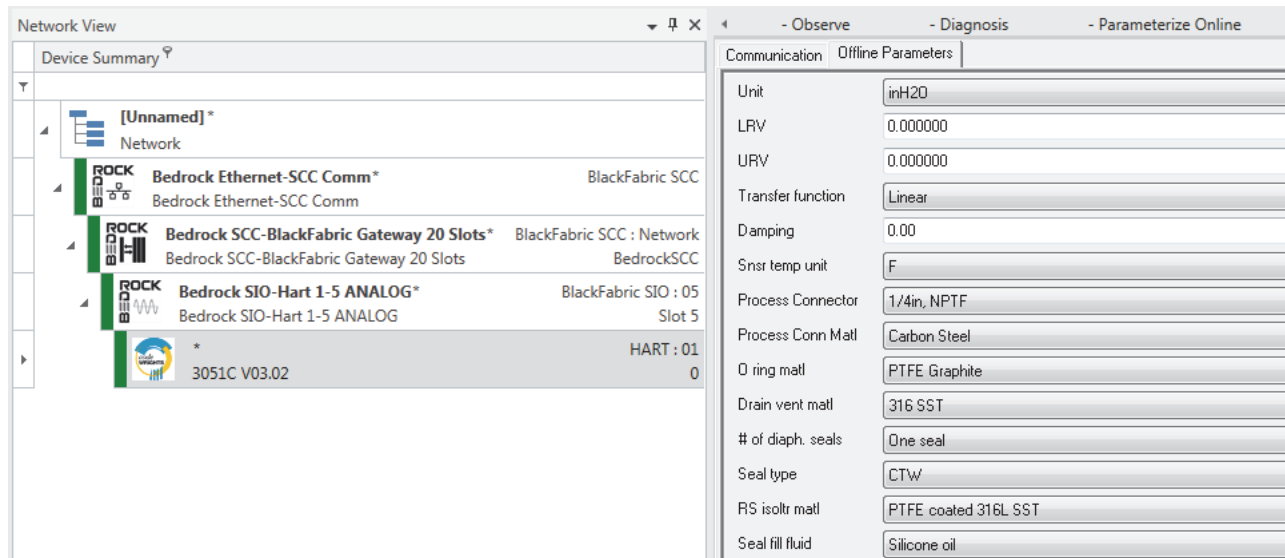 Network View
Device Summary
[Unnamed]*
Network
ROCK
BED
Bedrock Ethernet-SCC Comm*
BlackFabric SCC
Bedrock Ethernet-SCC Comm
ROCK
BED
Bedrock SCC-BlackFabric Gateway 20 Slots*
BlackFabric SCC : Network
Bedrock SCC-BlackFabric Gateway 20 Slots
BedrockSCC
ROCK
BED
Bedrock SIO-Hart 1-5 ANALOG*
BlackFabric SIO : 05
Bedrock SIO-Hart 1-5 ANALOG
Slot 5
*
HART : 01
3051C V03.02
0
- Observe
- Diagnosis
- Parameterize Online
Communication
Offline Parameters
Unit
inH2O
LRV
0.000000
URV
0.000000
Transfer function
Linear
Damping
0.00
Snsr temp unit
F
Process Connector
1/4in, NPTF
Process Conn Matl
Carbon Steel
O ring matl
PTFE Graphite
Drain vent matl
316 SST
# of diaph. seals
One seal
Seal type
CTW
RS isoltr matl
PTFE coated 316L SST
Seal fill fluid
Silicone oil